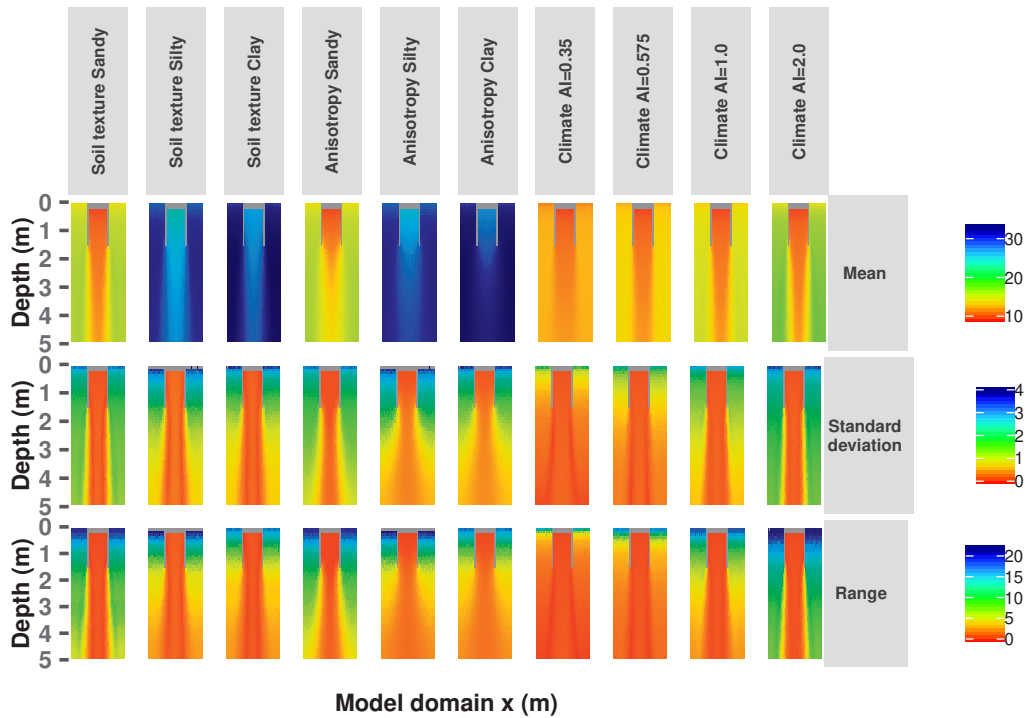 Soil texture Sandy
Soil texture Silty
Soil texture Clay
Anisotropy Sandy
Anisotropy Silty
Anisotropy Clay
Climate AI=0.35
Climate AI=0.575
Climate AI=1.0
Climate AI=2.0
Depth (m)
0
1
2
3
4
5
Mean
30
20
10
Depth (m)
0
1
2
3
4
5
Standard
deviation
4
3
2
1
0
Depth (m)
0
1
2
3
4
5
Range
20
15
10
5
0
Model domain x (m)